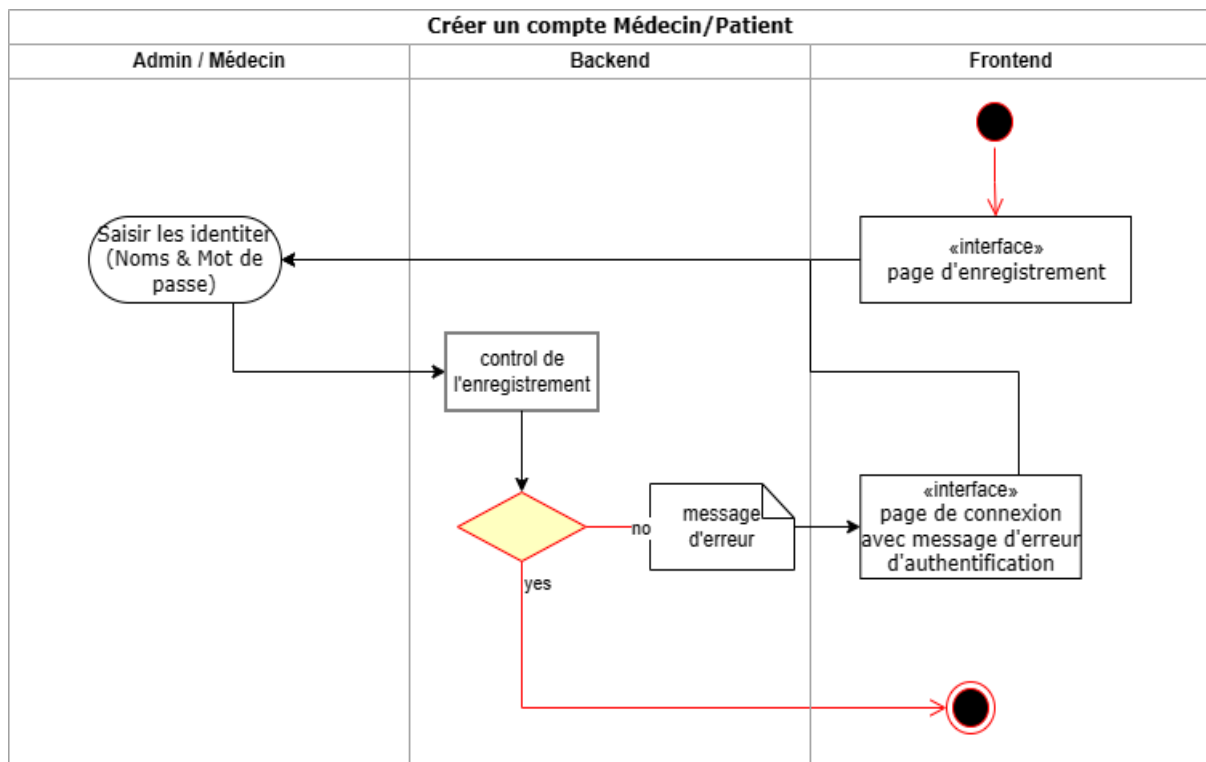 Créer un compte Médecin/Patient
Admin / Médecin
Backend
Frontend
Saisir les identiter
(Noms & Mot de
passe)
«interface»
page d'enregistrement
control de
l'enregistrement
no
message
d'erreur
«interface»
page de connexion
avec message d'erreur
d'authentification
yes